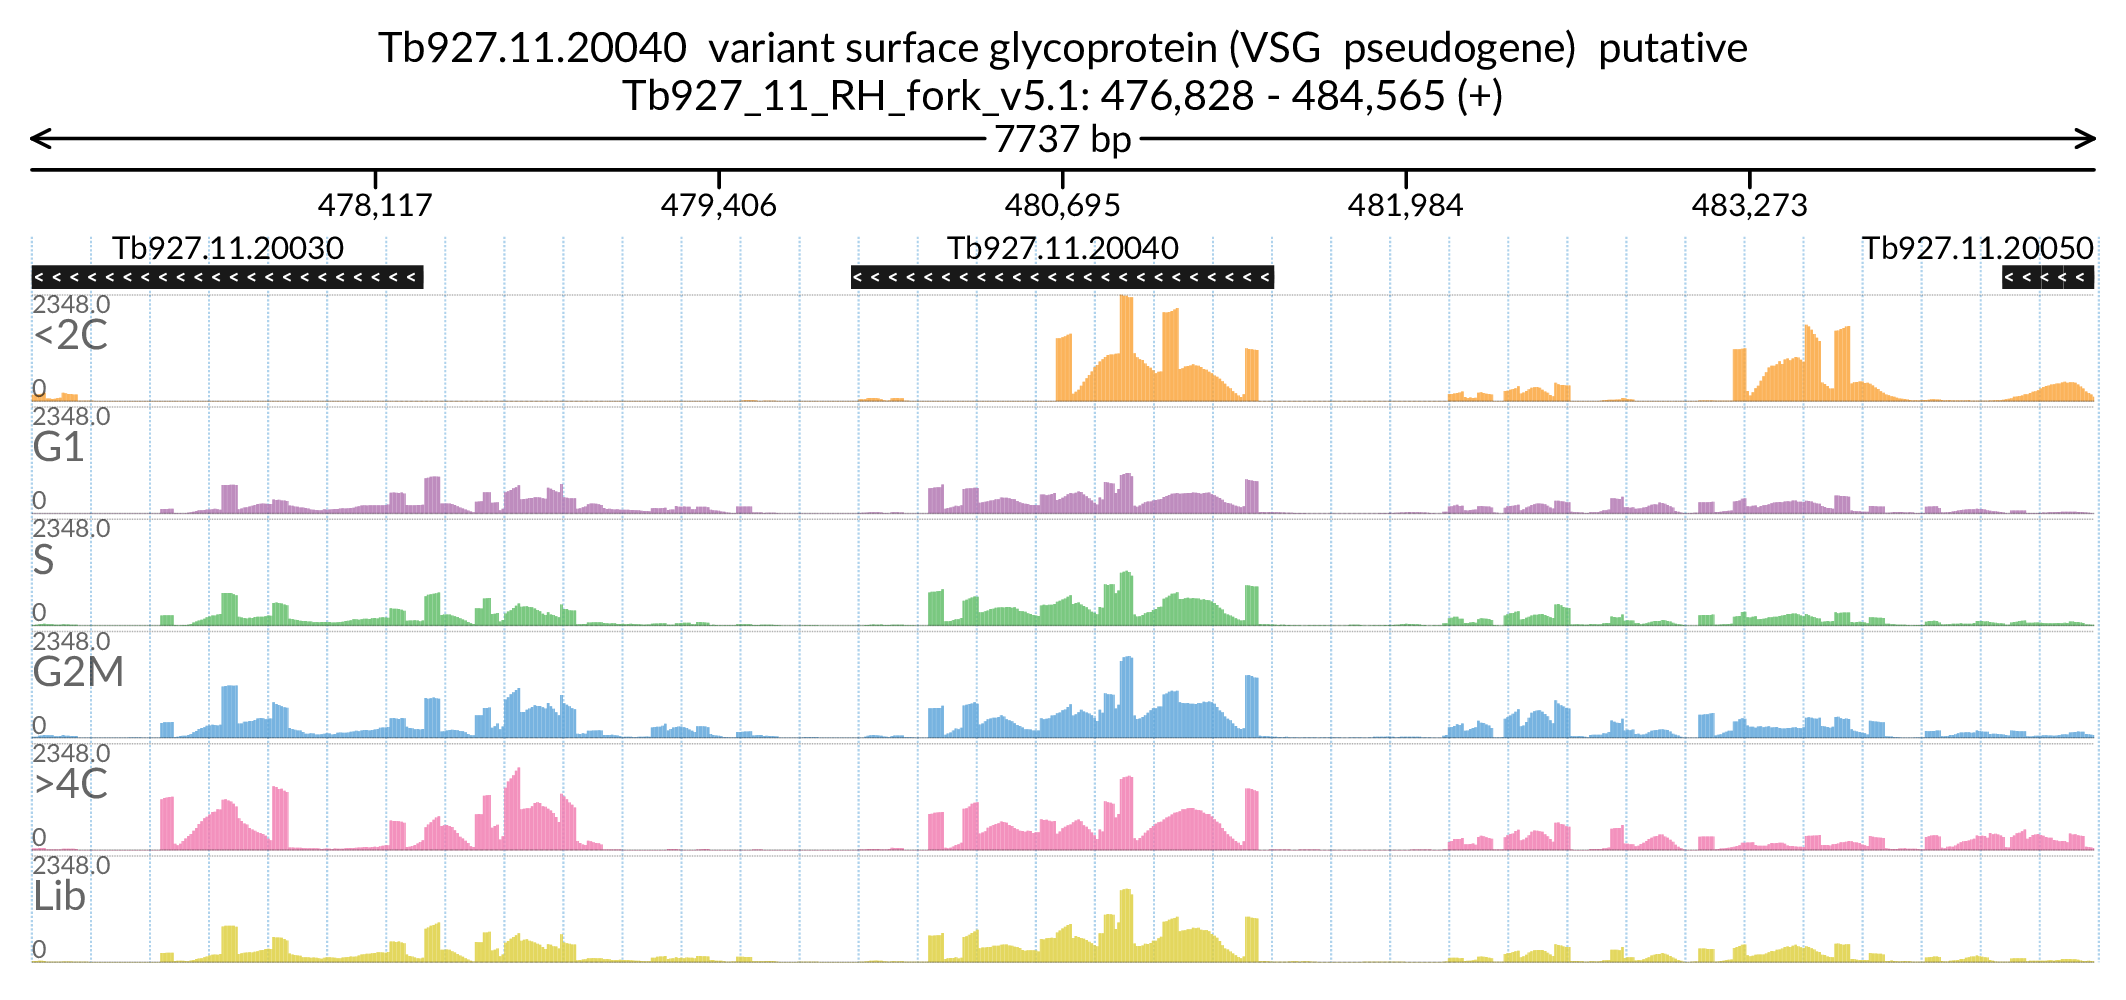 Tb927.11.20040  variant surface glycoprotein (VSG  pseudogene)  putative
Tb927_11_RH_fork_v5.1: 476,828 - 484,565 (+)
7737 bp
478,117 479,406 480,695 481,984 483,273
Tb927.11.20030 Tb927.11.20040 Tb927.11.20050
2348.0
<2C
0
2348.0
G1
0
2348.0
S
0
2348.0
G2M
0
2348.0
>4C
0
2348.0
Lib
0